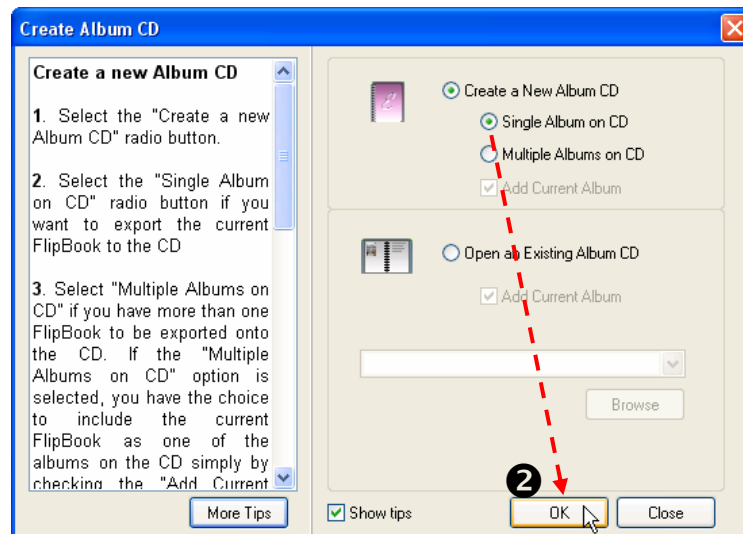 Create Album CD
Create a new Album CD
1. Select the "Create a new
Album CD" radio button.
2. Select the "Single Album
on CD" radio button if you
want to export the current
FlipBook to the CD
3. Select "Multiple Albums on
CD" if you have more than one
FlipBook to be exported onto
the CD. If the "Multiple
Albums on CD" option is
selected, you have the choice
to include the current
FlipBook as one of the
albums on the CD simply by
checking the "Add Current
More Tips
Create a New Album CD
Single Album on CD
Multiple Albums on CD
Add Current Album
Open an Existing Album CD
Add Current Album
Browse
2
Show tips
OK
Close